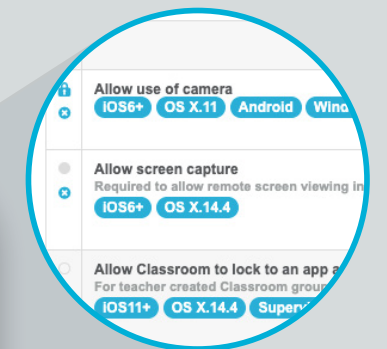 Allow use of camera
iOS6+ OS X.11 Android
Allow screen capture
Required to allow remote screen viewing in
iOS6+ OS X.14.4
Allow Classroom to lock to an app
For teacher created Classroom
iOS11+ OS X.14.4